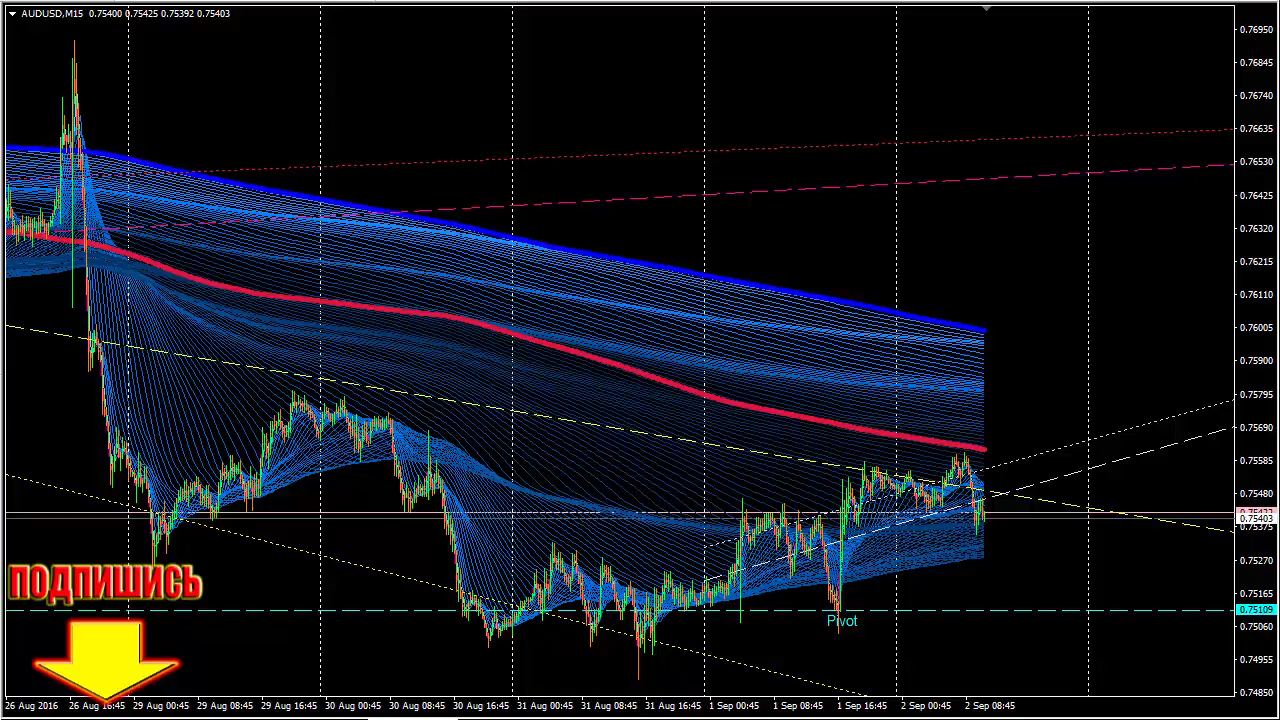 AUDUSD,M15 0.75400 0.75425 0.75392 0.75403
0.76950
0.76845
0.76740
0.76635
0.76530
0.76425
0.76320
0.76215
0.76110
0.76005
0.75900
0.75795
0.75690
0.75585
0.75480
0.75403
0.75375
0.75270
0.75165
0.75109
0.75060
0.74955
0.74850
ПОДПИШИСЬ
Pivot
26 Aug 2016
26 Aug 16:45
29 Aug 00:45
29 Aug 08:45
29 Aug 16:45
30 Aug 00:45
30 Aug 08:45
30 Aug 16:45
31 Aug 00:45
31 Aug 08:45
31 Aug 16:45
1 Sep 00:45
1 Sep 08:45
1 Sep 16:45
2 Sep 00:45
2 Sep 08:45